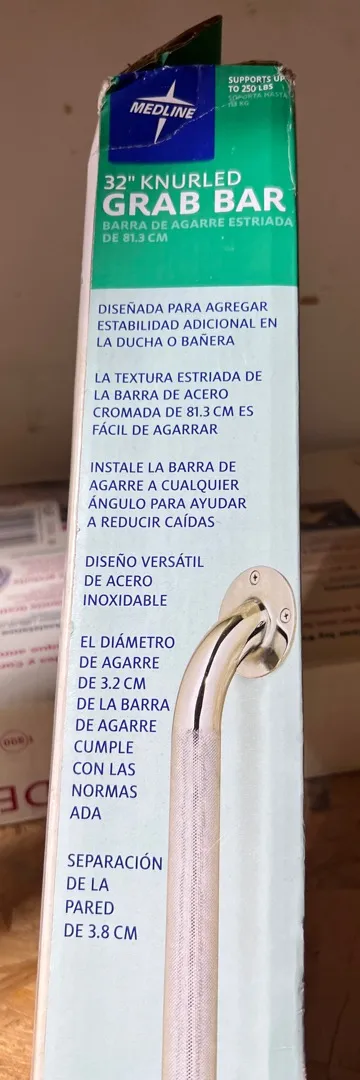 MEDLINE
SUPPORTS UP
TO 250 LBS
SOPORTA HASTA
113 KG
32" KNURLED
GRAB BAR
BARRA DE AGARRE ESTRIADA
DE 81.3 CM
DISEÑADA PARA AGREGAR
ESTABILIDAD ADICIONAL EN
LA DUCHA O BAÑERA
LA TEXTURA ESTRIADA DE
LA BARRA DE ACERO
CROMADA DE 81.3 CM ES
FÁCIL DE AGARRAR
INSTALE LA BARRA DE
AGARRE A CUALQUIER
ÁNGULO PARA AYUDAR
A REDUCIR CAÍDAS
DISEÑO VERSÁTIL
DE ACERO
INOXIDABLE
EL DIÁMETRO
DE AGARRE
DE 3.2 CM
DE LA BARRA
DE AGARRE
CUMPLE
CON LAS
NORMAS
ADA
SEPARACIÓN
DE LA
PARED
DE 3.8 CM